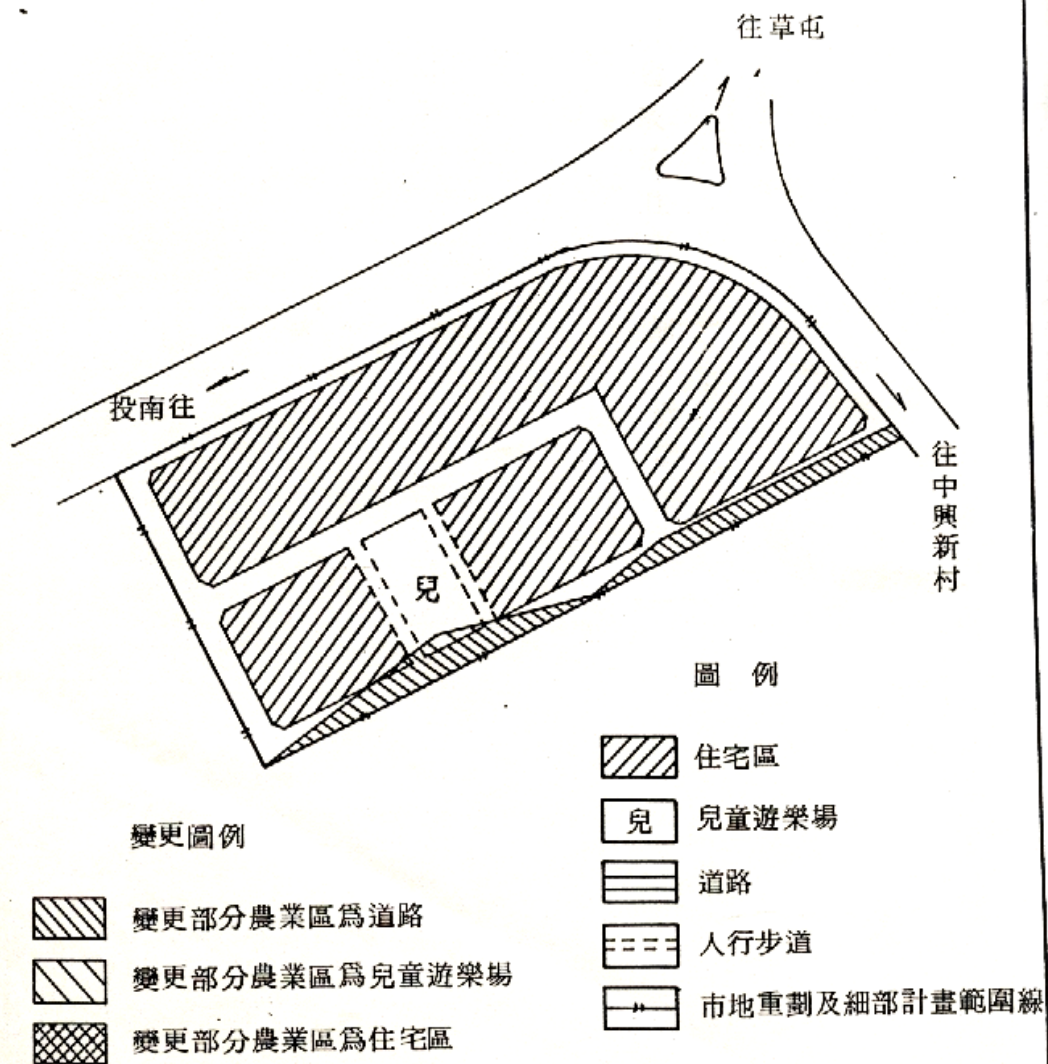 往草屯
投南往
往中興新村
兒
圖例
住宅區
兒 兒童遊樂場
道路
人行步道
市地重劃及細部計畫範圍線
變更圖例
變更部分農業區爲道路
變更部分農業區爲兒童遊樂場
變更部分農業區爲住宅區